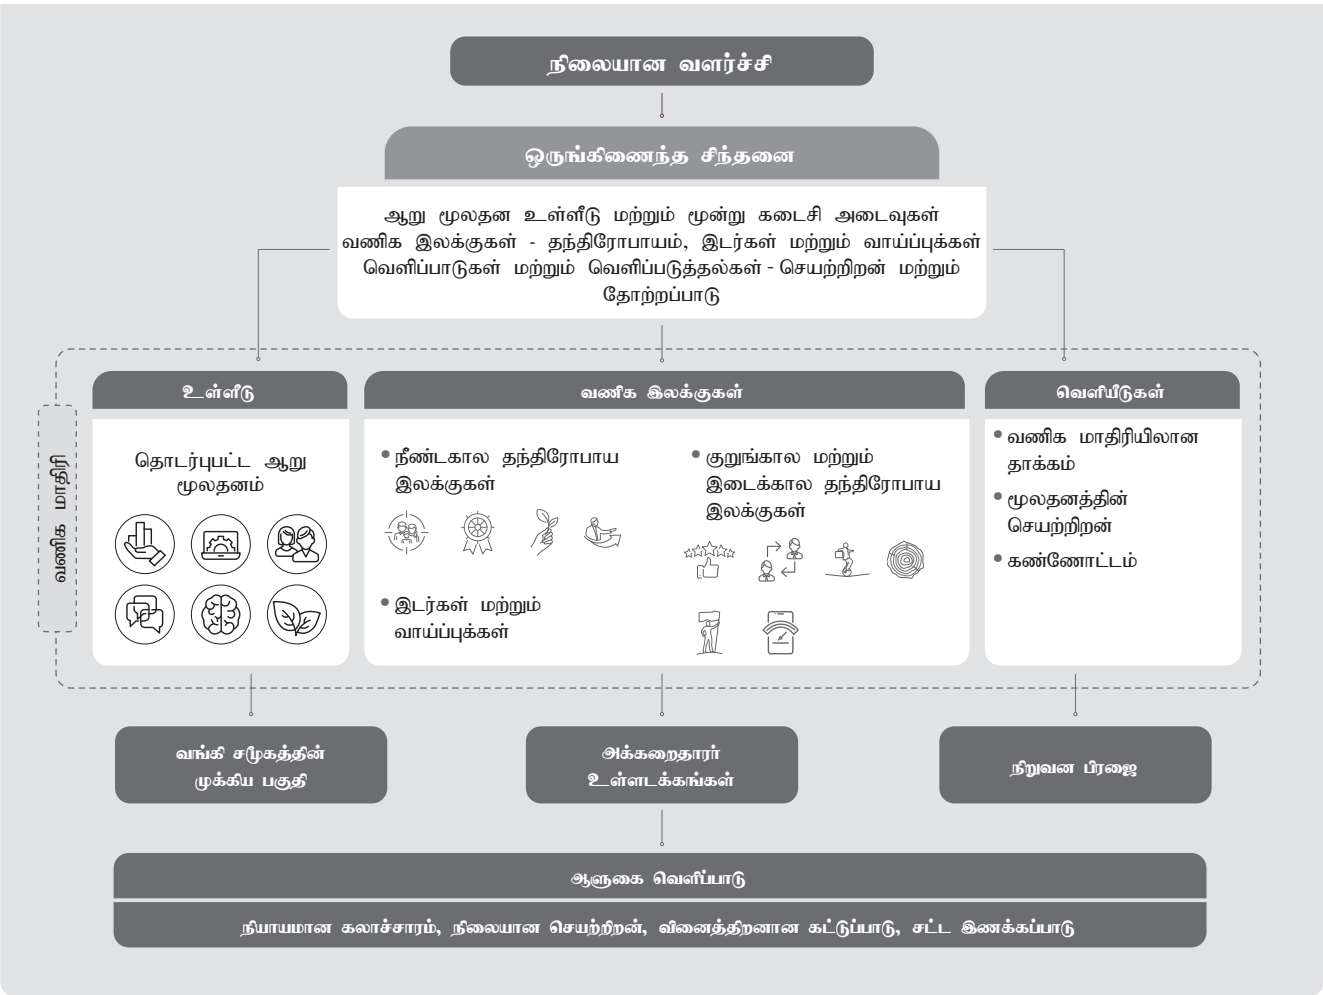 நிலையான வளர்ச்சி
ஒருங்கிணைந்த சிந்தனை
ஆறு மூலதன உள்ளீடு மற்றும் மூன்று கடைசி அடைவுகள்
வணிக இலக்குகள் - தந்திரோபாயம், இடர்கள் மற்றும் வாய்ப்புக்கள்
வெளிப்பாடுகள் மற்றும் வெளிப்படுத்தல்கள் - செயற்றிறன் மற்றும்
தோற்றப்பாடு
வணிக மாதிரி
உள்ளீடு
தொடர்புபட்ட ஆறு
மூலதனம்
வணிக இலக்குகள்
நீண்டகால தந்திரோபாய
இலக்குகள்
இடர்கள் மற்றும்
வாய்ப்புக்கள்
குறுங்கால மற்றும்
இடைக்கால தந்திரோபாய
இலக்குகள்
வெளியீடுகள்
வணிக மாதிரியிலான
தாக்கம்
மூலதனத்தின்
செயற்றிறன்
கண்ணோட்டம்
வங்கி சமூகத்தின்
முக்கிய பகுதி
அக்கறைதாரர்
உள்ளடக்கங்கள்
நிறுவன பிரஜை
ஆளுகை வெளிப்பாடு
நியாயமான கலாச்சாரம், நிலையான செயற்றிறன், வினைத்திறனான கட்டுப்பாடு, சட்ட இணக்கப்பாடு